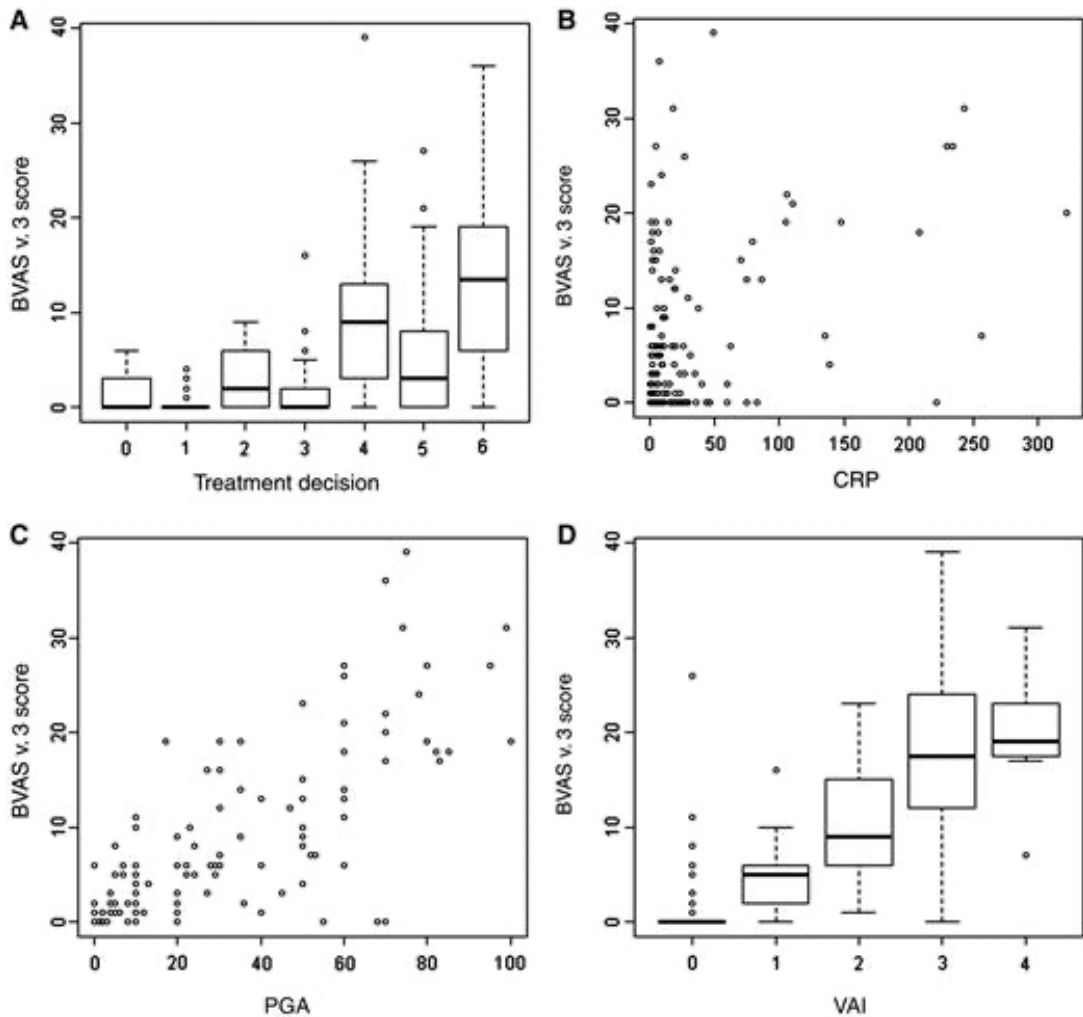 A
BVAS v. 3 score
0 10 20 30 40
0 1 2 3 4 5 6
Treatment decision
B
BVAS v. 3 score
0 10 20 30 40
0 50 100 150 200 250 300
CRP
C
BVAS v. 3 score
0 10 20 30 40
0 20 40 60 80 100
PGA
D
BVAS v. 3 score
0 10 20 30 40
0 1 2 3 4
VAI